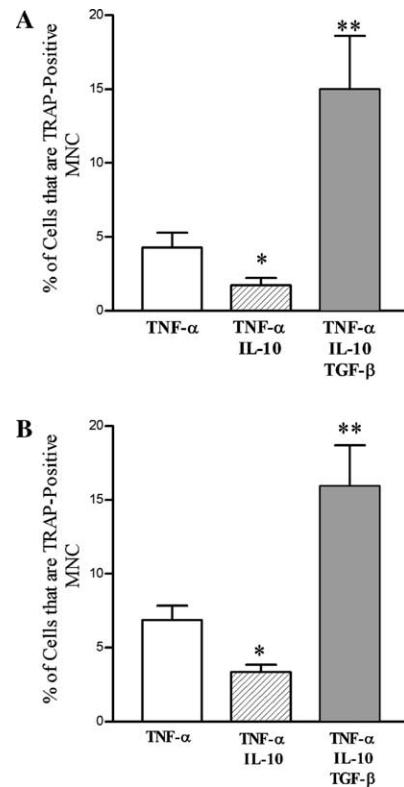 A
% of Cells that are TRAP-Positive
MNC
20
15
10
5
0
**
*
TNF-α
TNF-α
IL-10
TNF-α
IL-10
TGF-β
B
% of Cells that are TRAP-Positive
MNC
20
15
10
5
0
**
*
TNF-α
TNF-α
IL-10
TNF-α
IL-10
TGF-β